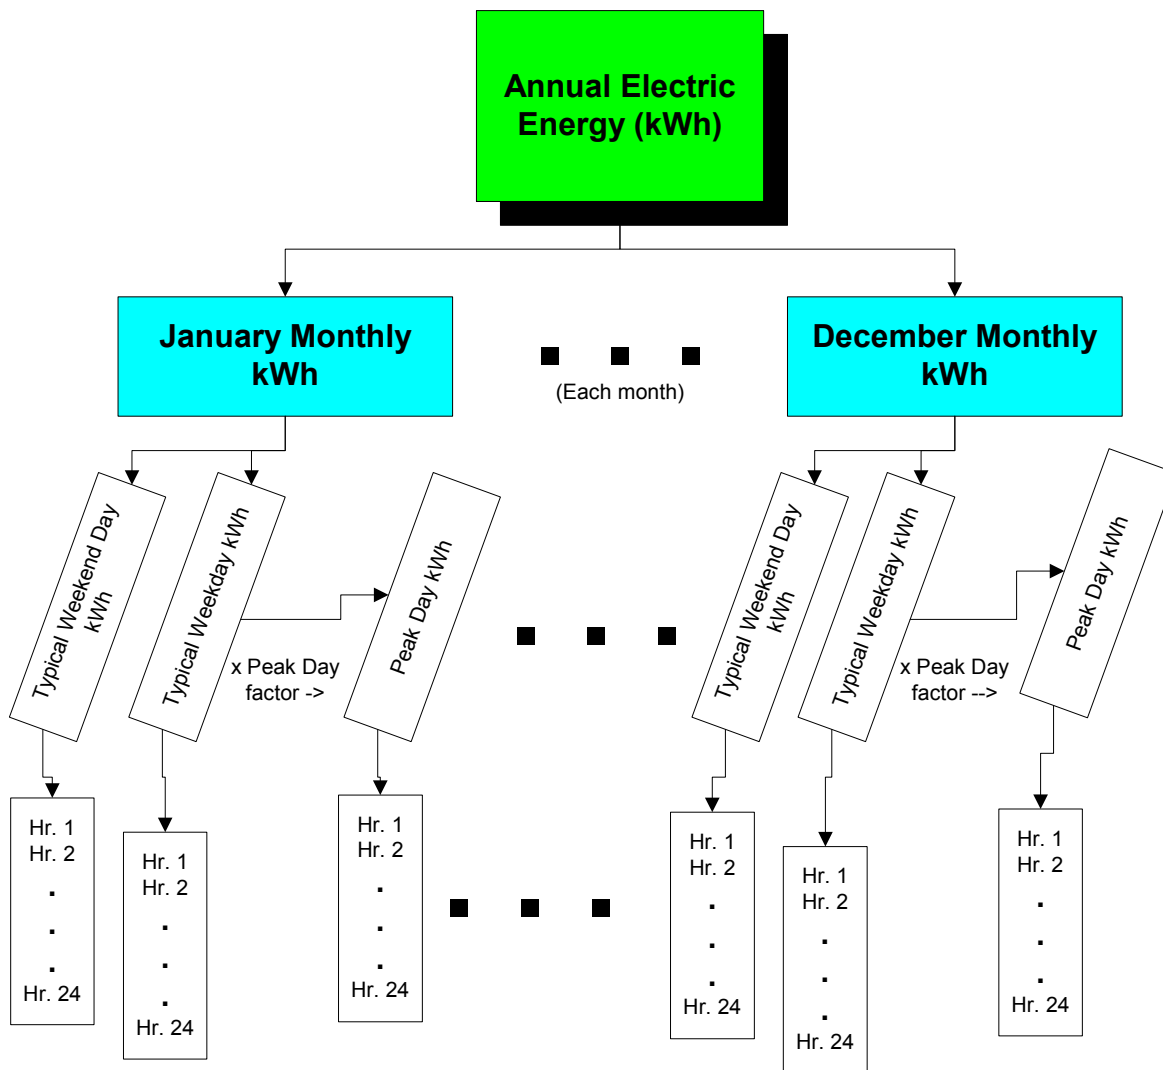 Annual Electric
Energy (kWh)
January Monthly
kWh
(Each month)
December Monthly
kWh
Typical Weekend Day
kWh
Typical Weekday kWh
x Peak Day
factor ->
Peak Day kWh
Typical Weekend Day
kWh
Typical Weekday kWh
x Peak Day
factor -->
Peak Day kWh
Hr. 1
Hr. 2
.
.
.
Hr. 24
Hr. 1
Hr. 2
.
.
.
Hr. 24
Hr. 1
Hr. 2
.
.
.
Hr. 24
Hr. 1
Hr. 2
.
.
.
Hr. 24
Hr. 1
Hr. 2
.
.
.
Hr. 24
Hr. 1
Hr. 2
.
.
.
Hr. 24